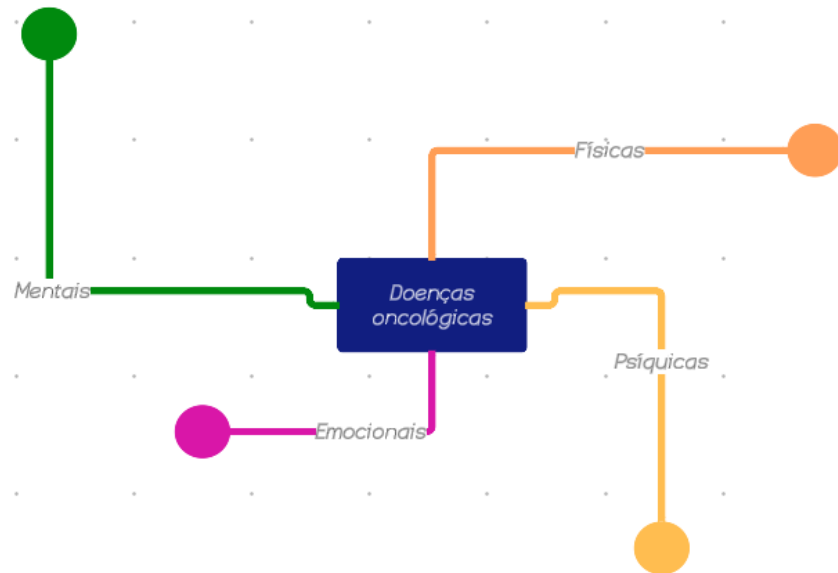 Físicas
Mentais
Doenças
oncológicas
Psíquicas
Emocionais